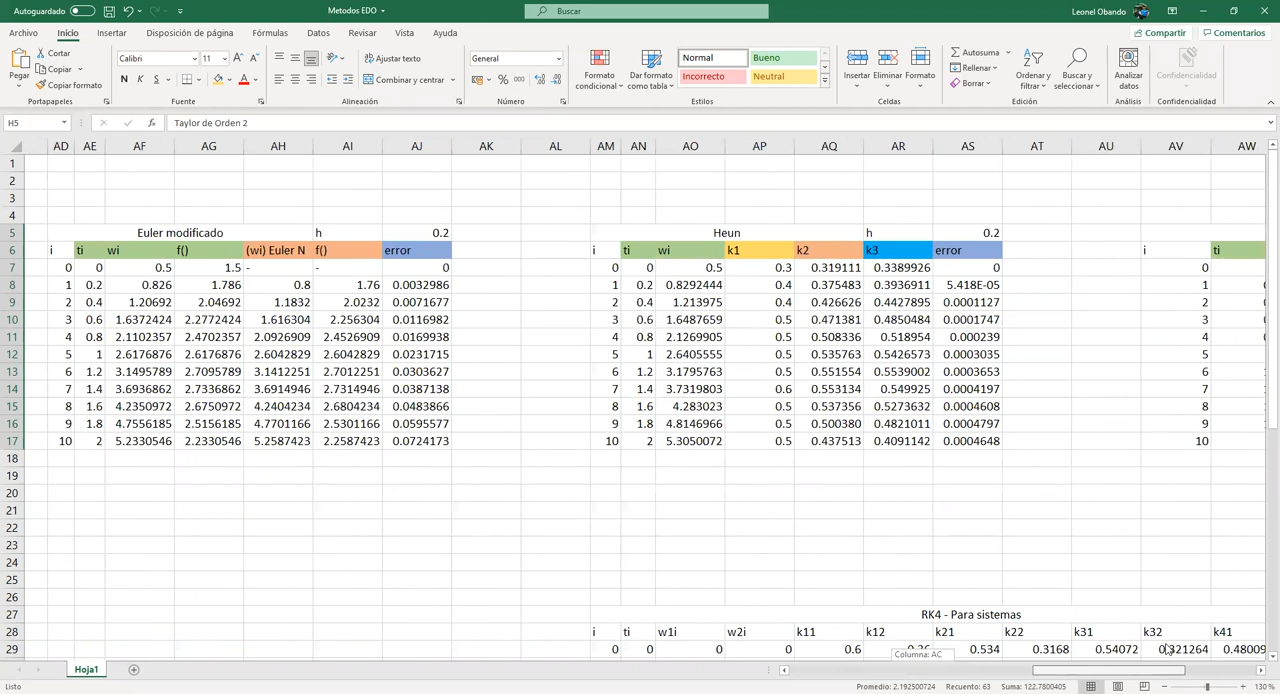 Autoguardado
Metodos EDO
Buscar
Leonel Obando
Archivo Inicio Insertar Disposición de página Fórmulas Datos Revisar Vista Ayuda
Compartir Comentarios
Pegar
Cortar
Copiar
Copiar formato
Portapapeles
Calibri 11
N K S
Fuente
Ajustar texto
Combinar y centrar
Alineación
General
% 000
Número
Formato condicional
Dar formato como tabla
Normal Bueno
Incorrecto Neutral
Estilos
Insertar Eliminar Formato
Celdas
Autosuma
Rellenar
Borrar
Ordenar y filtrar
Buscar y seleccionar
Edición
Analizar datos
Análisis
Confidencialidad
Confidencialidad
H5 fx Taylor de Orden 2
AD AE AF AG AH AI AJ AK AL AM AN AO AP AQ AR AS AT AU AV AW
1
2
3
4
5 Euler modificado h 0.2 Heun h 0.2
6 i ti wi f() (wi) Euler N f() error i ti wi k1 k2 k3 error i ti
7 0 0 0.5 1.5 - - 0 0 0 0.5 0.3 0.319111 0.3389926 0 0
8 1 0.2 0.826 1.786 0.8 1.76 0.0032986 1 0.2 0.8292444 0.4 0.375483 0.3936911 5.418E-05 1
9 2 0.4 1.20692 2.04692 1.1832 2.0232 0.0071677 2 0.4 1.213975 0.4 0.426626 0.4427895 0.0001127 2
10 3 0.6 1.6372424 2.2772424 1.616304 2.256304 0.0116982 3 0.6 1.6487659 0.5 0.471381 0.4850484 0.0001747 3
11 4 0.8 2.1102357 2.4702357 2.0926909 2.4526909 0.0169938 4 0.8 2.1269905 0.5 0.508336 0.518954 0.000239 4
12 5 1 2.6176876 2.6176876 2.6042829 2.6042829 0.0231715 5 1 2.6405555 0.5 0.535763 0.5426573 0.0003035 5
13 6 1.2 3.1495789 2.7095789 3.1412251 2.7012251 0.0303627 6 1.2 3.1795763 0.5 0.551554 0.5539002 0.0003653 6
14 7 1.4 3.6936862 2.7336862 3.6914946 2.7314946 0.0387138 7 1.4 3.7319803 0.6 0.553134 0.549925 0.0004197 7
15 8 1.6 4.2350972 2.6750972 4.2404234 2.6804234 0.0483866 8 1.6 4.283023 0.5 0.537356 0.5273632 0.0004608 8
16 9 1.8 4.7556185 2.5156185 4.7701166 2.5301166 0.0595577 9 1.8 4.8146966 0.5 0.500380 0.4821011 0.0004797 9
17 10 2 5.2330546 2.2330546 5.2587423 2.2587423 0.0724173 10 2 5.3050072 0.5 0.437513 0.4091142 0.0004648 10
18
19
20
21
22
23
24
25
26
27 RK4 - Para sistemas
28 i ti w1i w2i k11 k12 k21 k22 k31 k32 k41
29 0 0 0 0 0.6 0.534 0.3168 0.54072 0.48009
Columna: AC
Hoja1
Listo
Promedio: 2.192500724 Recuento: 63 Suma: 122.7800405 130 %